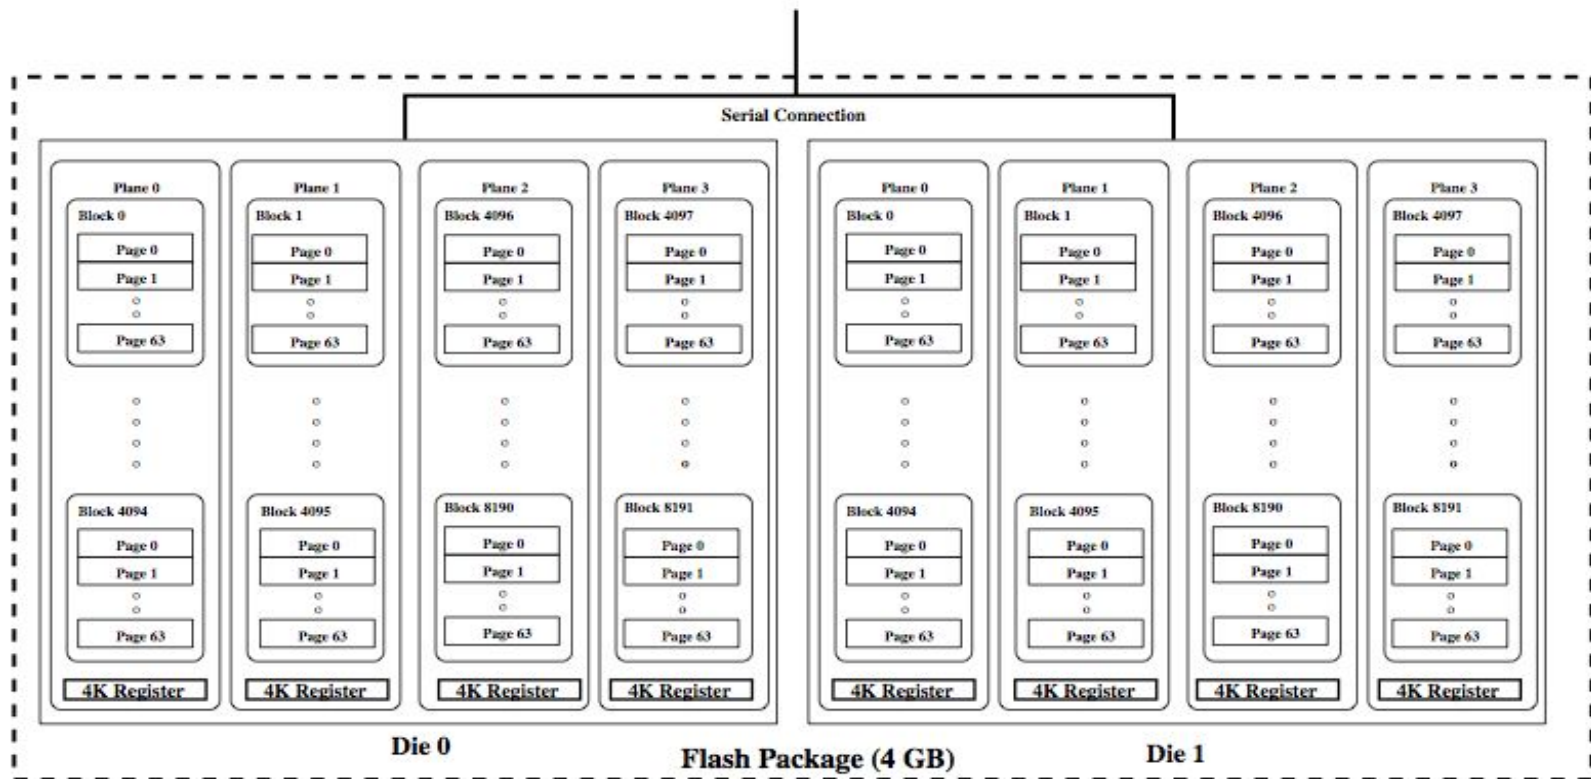 Serial Connection
Plane 0 Plane 1 Plane 2 Plane 3 Plane 0 Plane 1 Plane 2 Plane 3
Block 0 Block 1 Block 4096 Block 4097 Block 0 Block 1 Block 4096 Block 4097
Page 0 Page 0 Page 0 Page 0 Page 0 Page 0 Page 0 Page 0
Page 1 Page 1 Page 1 Page 1 Page 1 Page 1 Page 1 Page 1
Page 63 Page 63 Page 63 Page 63 Page 63 Page 63 Page 63 Page 63
Block 4094 Block 4095 Block 8190 Block 8191 Block 4094 Block 4095 Block 8190 Block 8191
Page 0 Page 0 Page 0 Page 0 Page 0 Page 0 Page 0 Page 0
Page 1 Page 1 Page 1 Page 1 Page 1 Page 1 Page 1 Page 1
Page 63 Page 63 Page 63 Page 63 Page 63 Page 63 Page 63 Page 63
4K Register 4K Register 4K Register 4K Register 4K Register 4K Register 4K Register 4K Register
Die 0 Flash Package (4 GB) Die 1